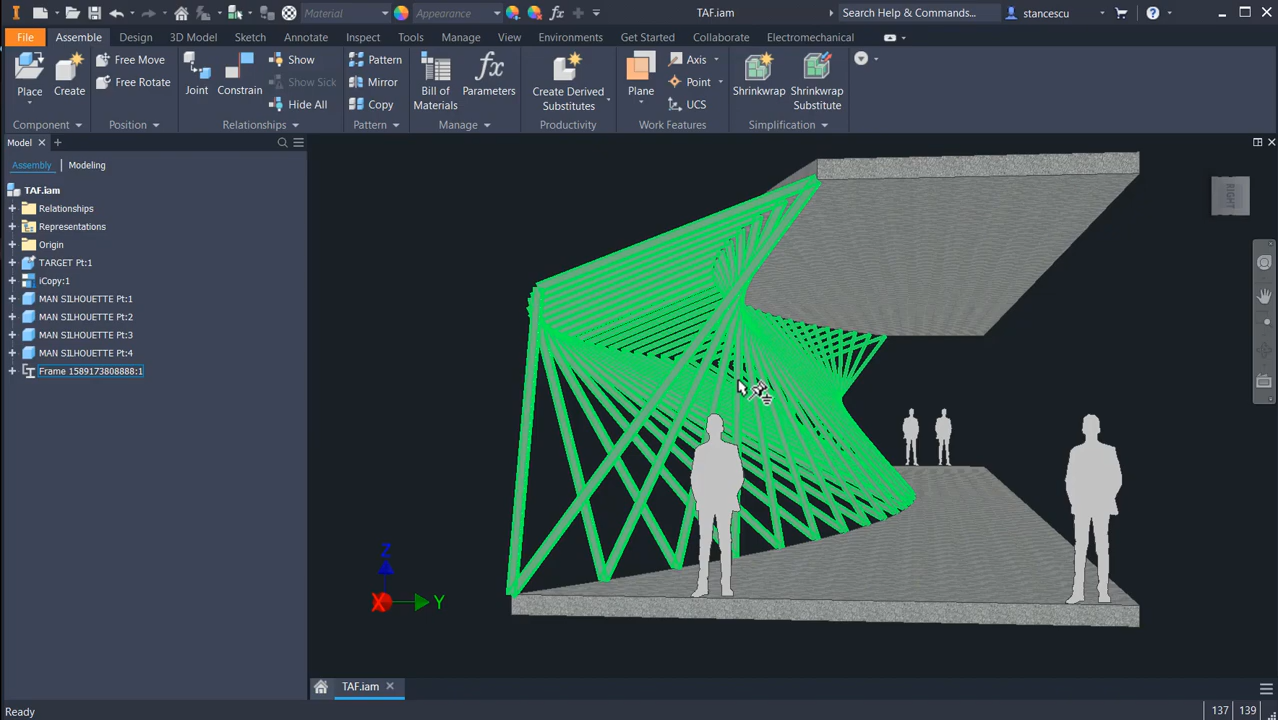 Material
Appearance
TAF.iam
Search Help & Commands...
stancescu
File
Assemble
Design
3D Model
Sketch
Annotate
Inspect
Tools
Manage
View
Environments
Get Started
Collaborate
Electromechanical
Place
Create
Free Move
Free Rotate
Component
Position
Joint
Constrain
Show
Show Sick
Hide All
Relationships
Pattern
Mirror
Copy
Pattern
Bill of
Materials
Parameters
Manage
Create Derived
Substitutes
Productivity
Plane
Axis
Point
UCS
Work Features
Shrinkwrap
Shrinkwrap
Substitute
Simplification
Model
Assembly
Modeling
TAF.iam
Relationships
Representations
Origin
TARGET Pt:1
iCopy:1
MAN SILHOUETTE Pt:1
MAN SILHOUETTE Pt:2
MAN SILHOUETTE Pt:3
MAN SILHOUETTE Pt:4
Frame 1589173808888:1
RIGHT
Z
X
Y
TAF.iam
Ready
137
139